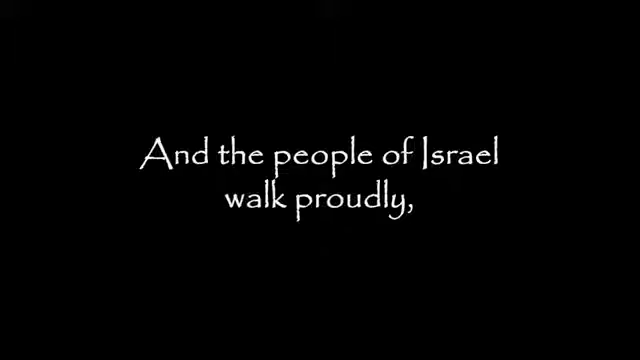 And the people of Israel
walk proudly,